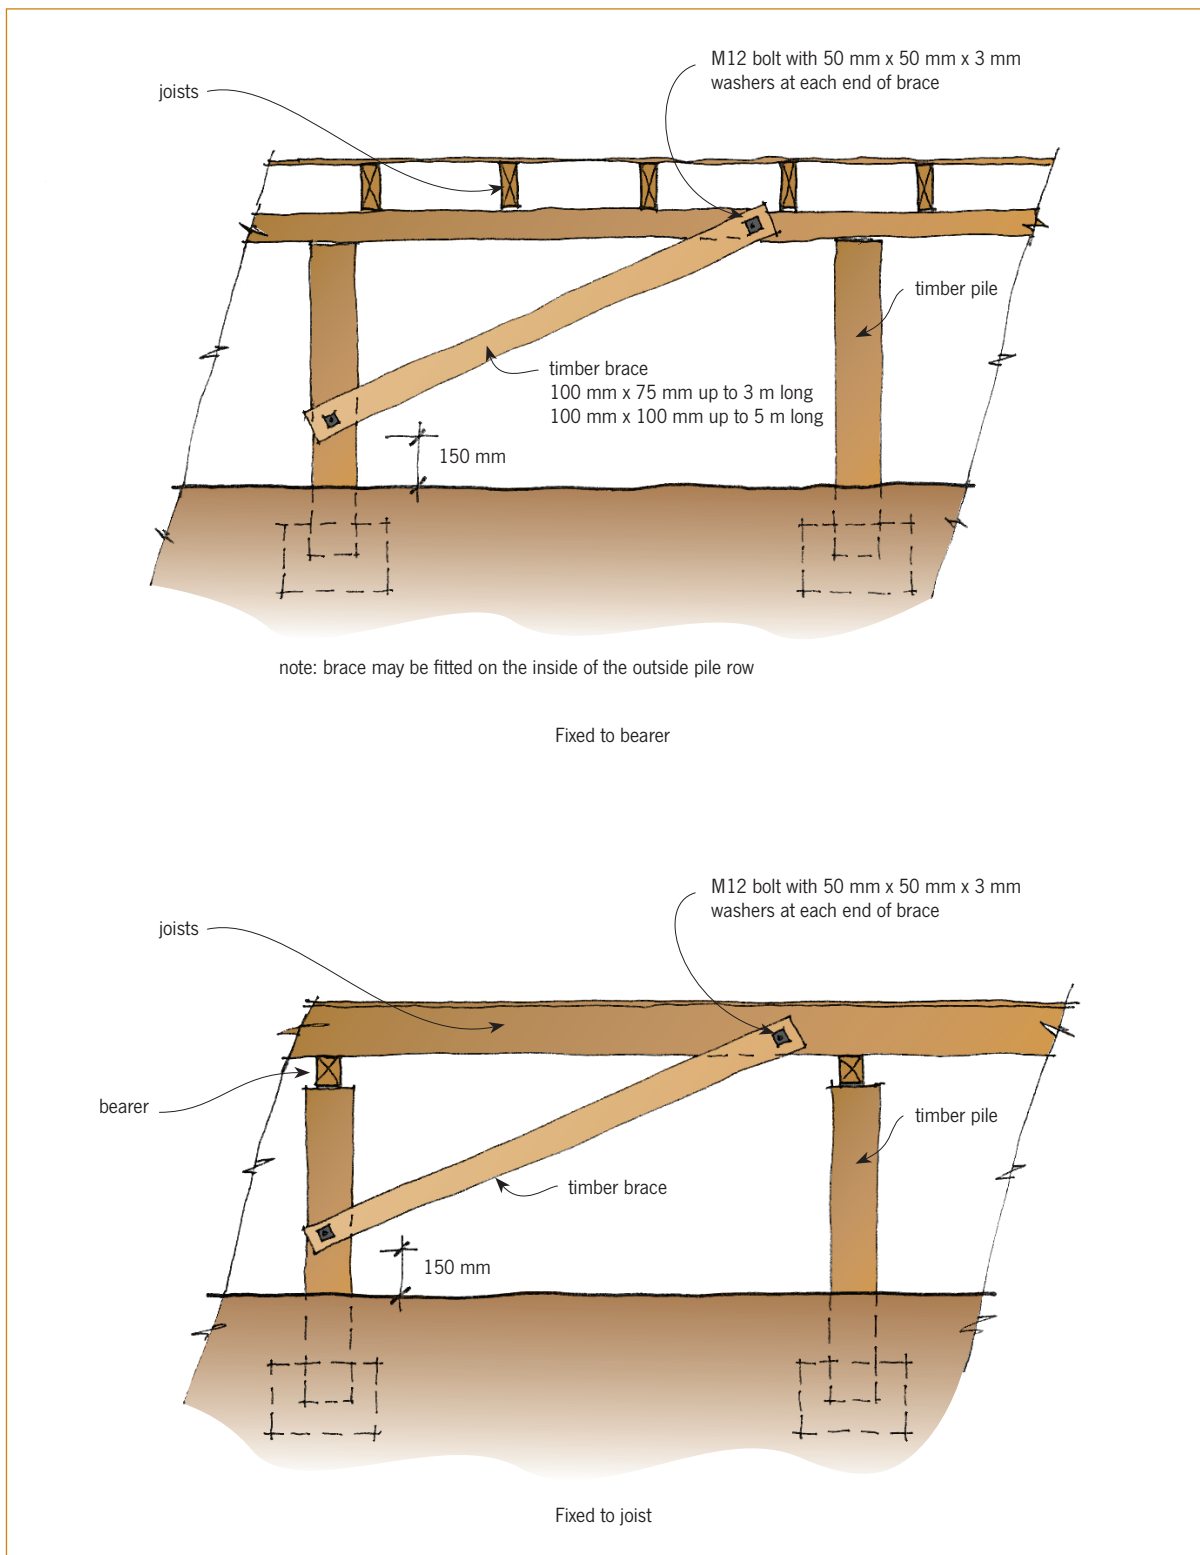 M12 bolt with 50 mm x 50 mm x 3 mm
washers at each end of brace
joists
timber pile
timber brace
100 mm x 75 mm up to 3 m long
100 mm x 100 mm up to 5 m long
150 mm
note: brace may be fitted on the inside of the outside pile row
Fixed to bearer
M12 bolt with 50 mm x 50 mm x 3 mm
washers at each end of brace
joists
bearer
timber pile
timber brace
150 mm
Fixed to joist